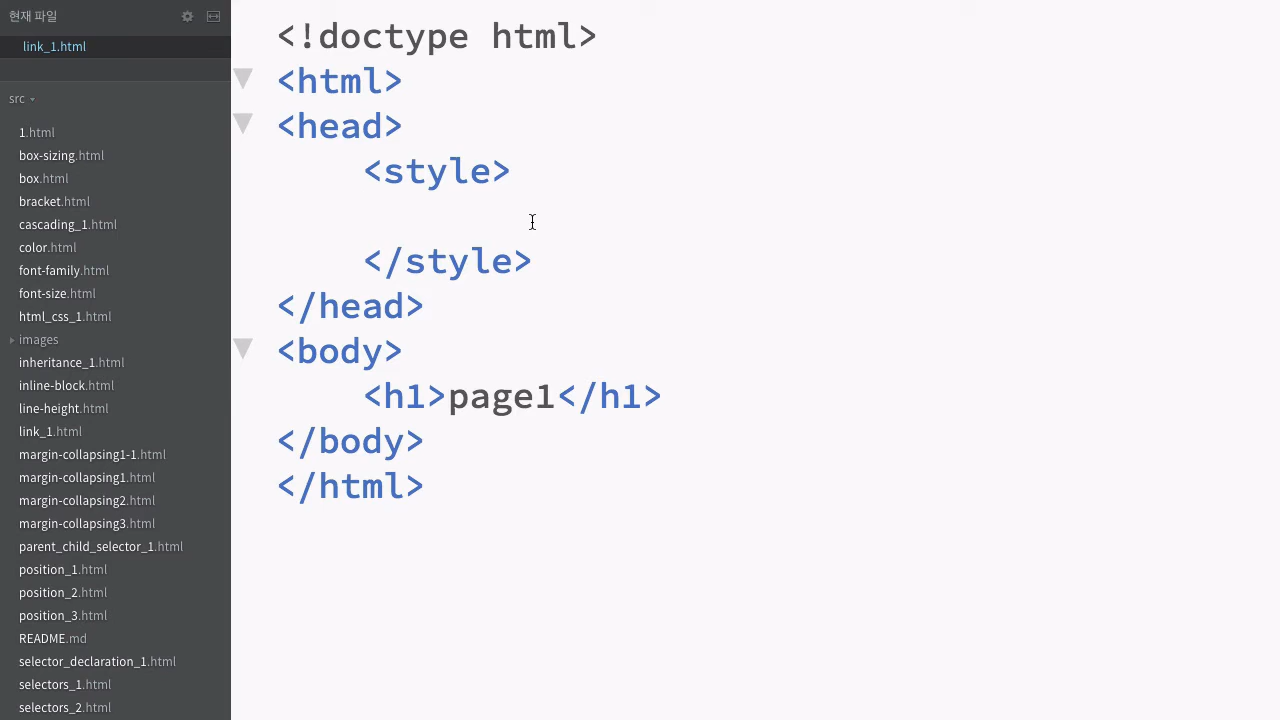 현재 파일
link_1.html
src
1.html
box-sizing.html
box.html
bracket.html
cascading_1.html
color.html
font-family.html
font-size.html
html_css_1.html
images
inheritance_1.html
inline-block.html
line-height.html
link_1.html
margin-collapsing1-1.html
margin-collapsing1.html
margin-collapsing2.html
margin-collapsing3.html
parent_child_selector_1.html
position_1.html
position_2.html
position_3.html
README.md
selector_declaration_1.html
selectors_1.html
selectors_2.html
<!doctype html>
<html>
<head>
<style>
</style>
</head>
<body>
<h1>page1</h1>
</body>
</html>